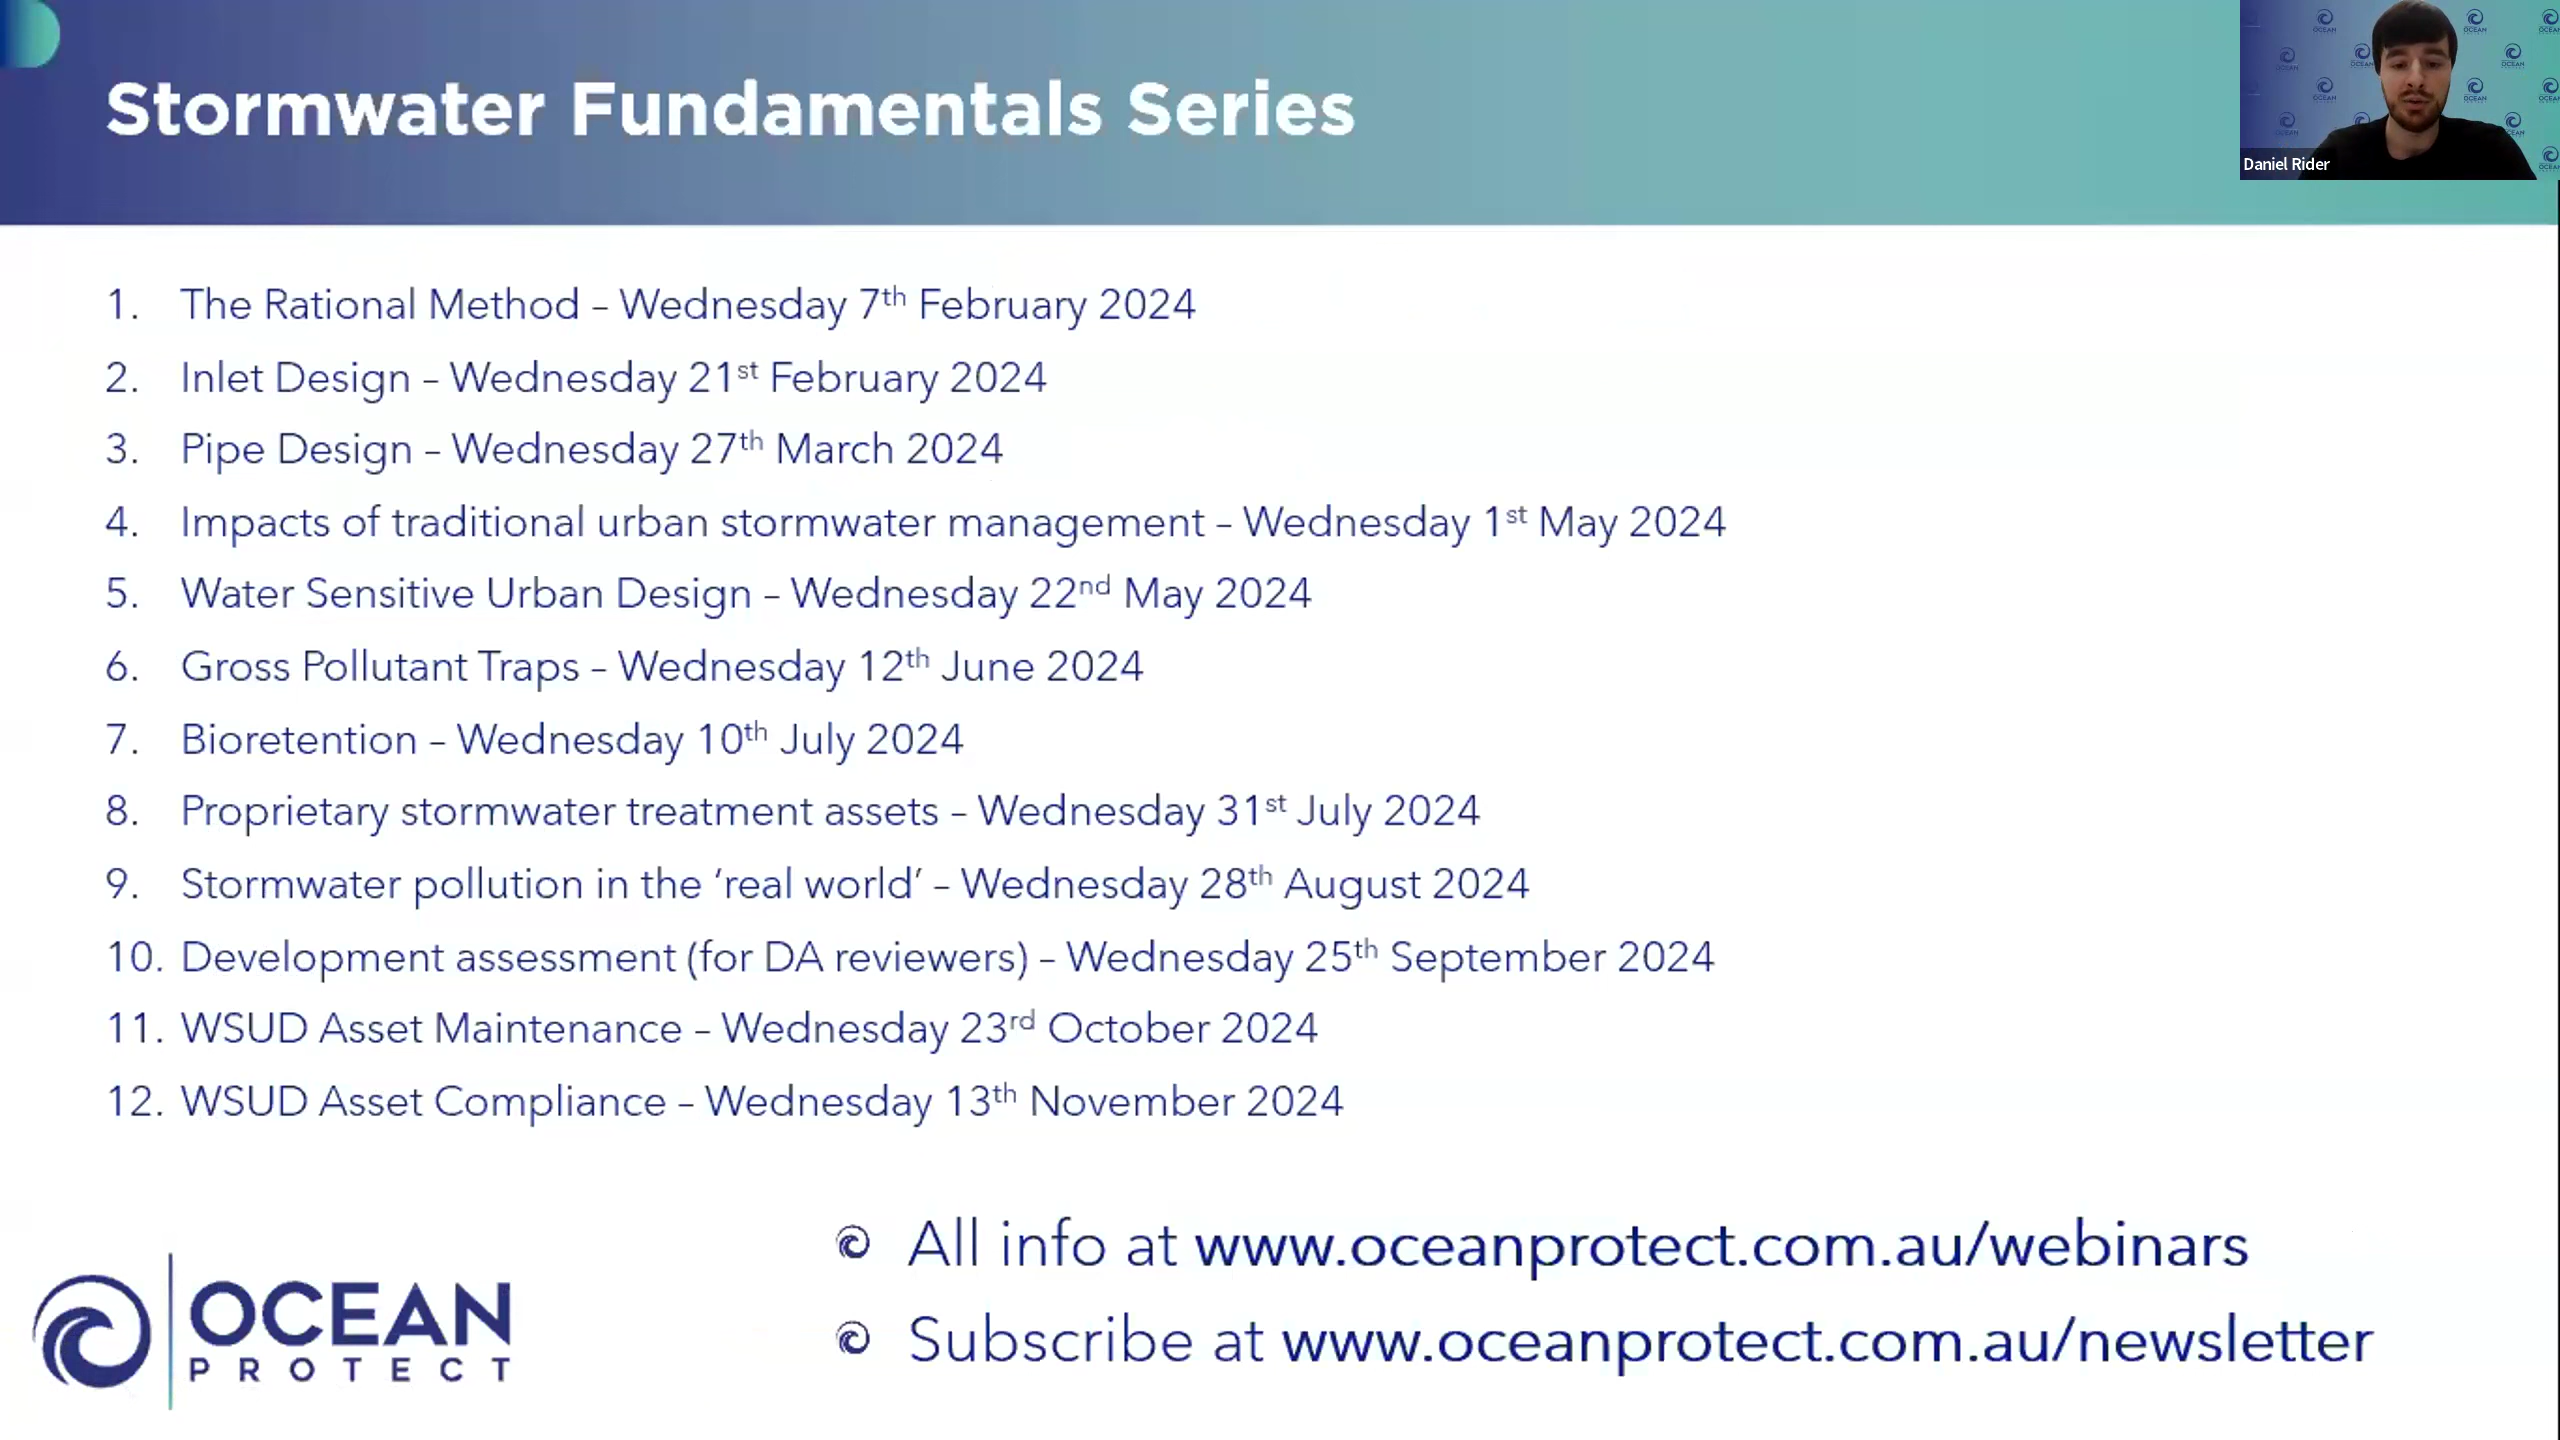 Stormwater Fundamentals Series
Daniel Rider
1. The Rational Method – Wednesday 7th February 2024
2. Inlet Design – Wednesday 21st February 2024
3. Pipe Design – Wednesday 27th March 2024
4. Impacts of traditional urban stormwater management – Wednesday 1st May 2024
5. Water Sensitive Urban Design – Wednesday 22nd May 2024
6. Gross Pollutant Traps – Wednesday 12th June 2024
7. Bioretention – Wednesday 10th July 2024
8. Proprietary stormwater treatment assets – Wednesday 31st July 2024
9. Stormwater pollution in the ‘real world’ – Wednesday 28th August 2024
10. Development assessment (for DA reviewers) – Wednesday 25th September 2024
11. WSUD Asset Maintenance – Wednesday 23rd October 2024
12. WSUD Asset Compliance – Wednesday 13th November 2024
All info at www.oceanprotect.com.au/webinars
Subscribe at www.oceanprotect.com.au/newsletter
OCEAN
PROTECT